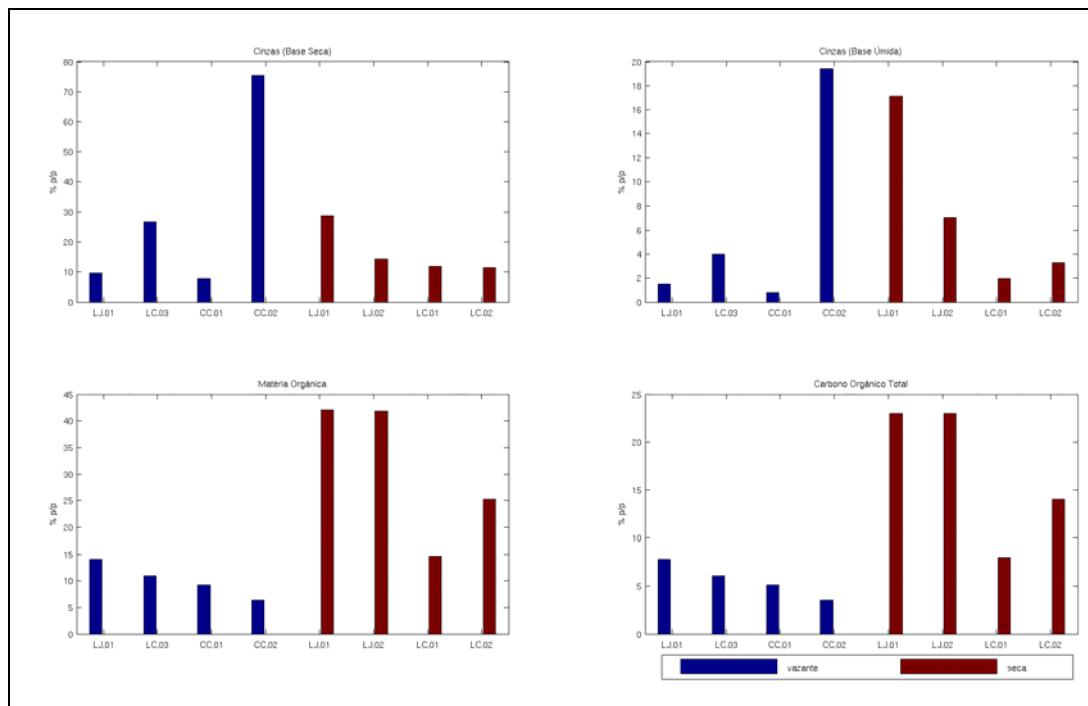 Cinzas (Base Seca)
80
70
60
50
40
30
20
10
0
% p/p
LJ.01 LC.03 CC.01 CC.02 LJ.01 LJ.02 LC.01 LC.02
Cinzas (Base Úmida)
20
18
16
14
12
10
8
6
4
2
0
% p/p
LJ.01 LC.03 CC.01 CC.02 LJ.01 LJ.02 LC.01 LC.02
Matéria Orgânica
45
40
35
30
25
20
15
10
5
0
% p/p
LJ.01 LC.03 CC.01 CC.02 LJ.01 LJ.02 LC.01 LC.02
Carbono Orgânico Total
25
20
15
10
5
0
% p/p
LJ.01 LC.03 CC.01 CC.02 LJ.01 LJ.02 LC.01 LC.02
vazante seca